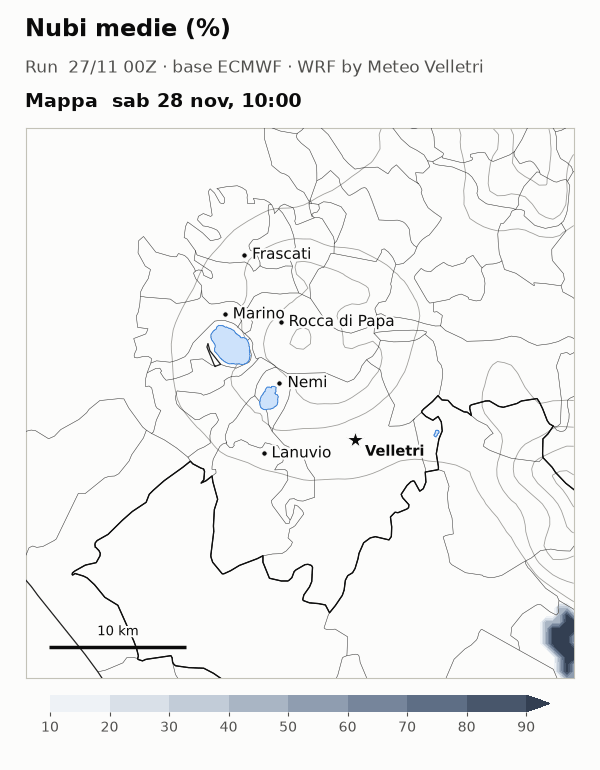 Nubi medie (%)
Run  27/11 00Z · base ECMWF · WRF by Meteo Velletri
Mappa  sab 28 nov, 10:00
Frascati
Marino
Rocca di Papa
Nemi
Velletri
Lanuvio
10 km
10 20 30 40 50 60 70 80 90